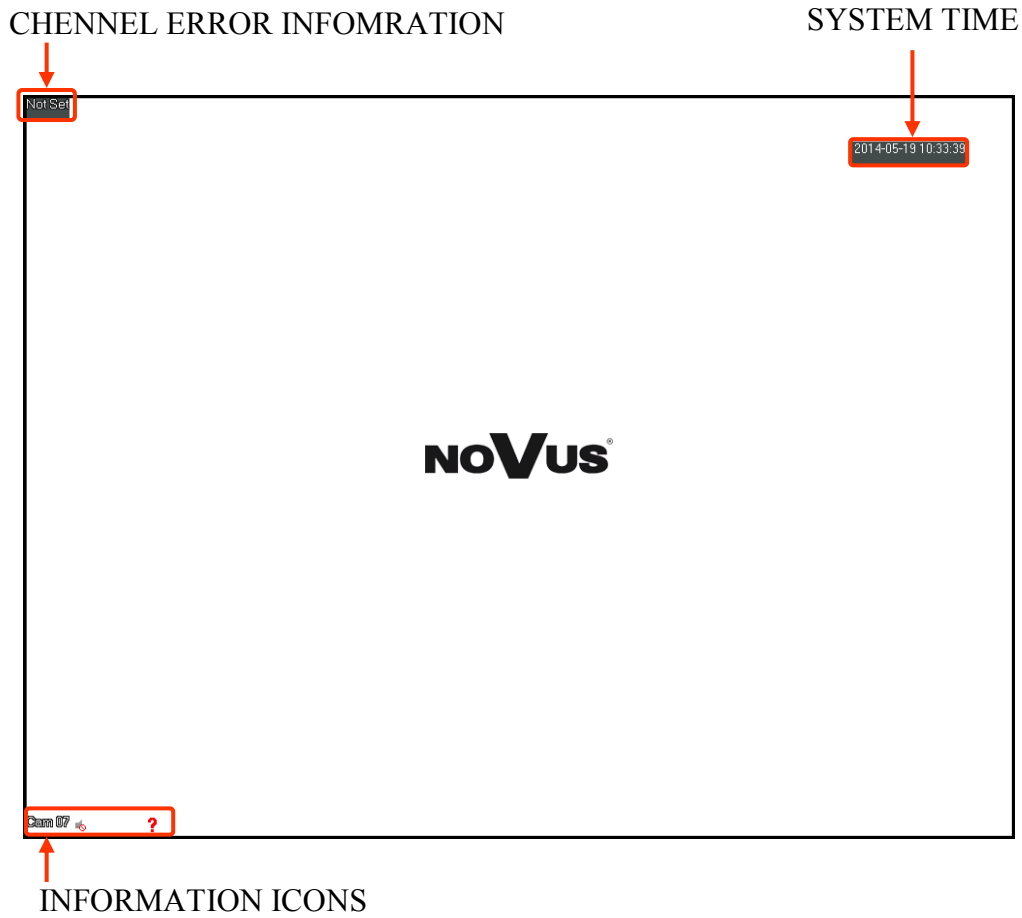 CHENNEL ERROR INFOMRATION
SYSTEM TIME
Not Set
2014-05-19 10:33:39
NOVUS®
Cam 07 ?
INFORMATION ICONS